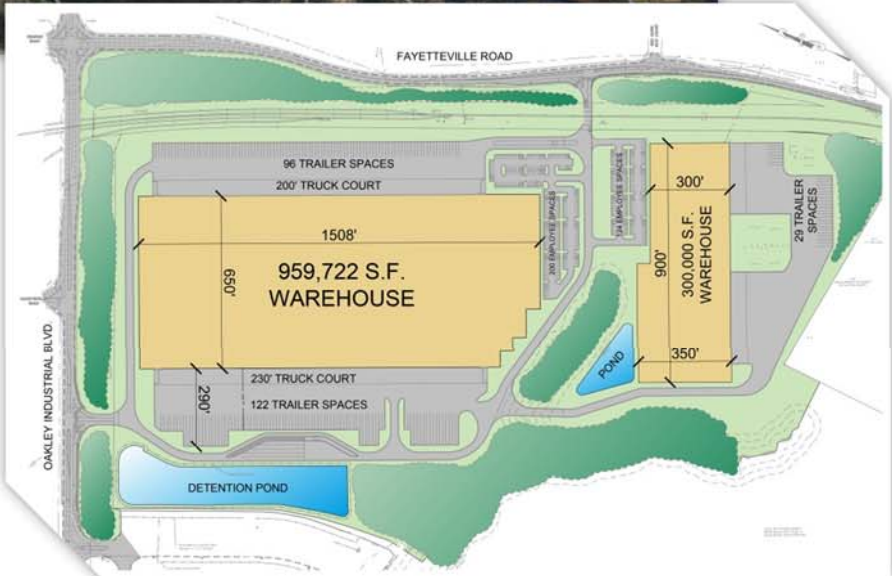 FAYETTEVILLE ROAD
96 TRAILER SPACES
200' TRUCK COURT
1508'
650'
959,722 S.F.
WAREHOUSE
200 EMPLOYEE SPACES
124 EMPLOYEE SPACES
300'
900'
300,000 S.F.
WAREHOUSE
29 TRAILER
SPACES
350'
POND
230' TRUCK COURT
290'
122 TRAILER SPACES
DETENTION POND
OAKLEY INDUSTRIAL BLVD.